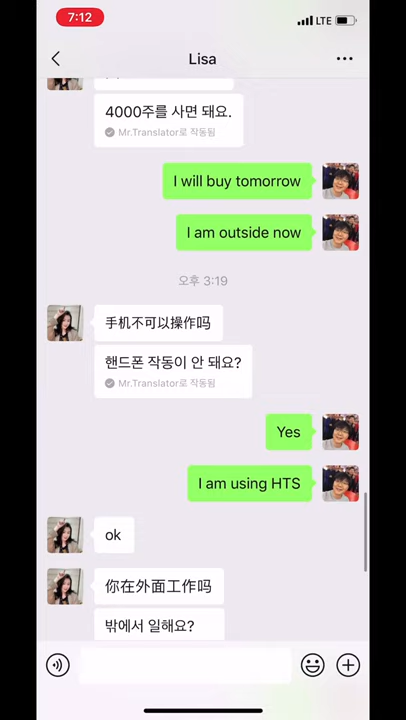 7:12
LTE
Lisa
4000주를 사면 돼요.
Mr.Translator로 작동됨
I will buy tomorrow
I am outside now
오후 3:19
手机不可以操作吗
핸드폰 작동이 안 돼요?
Mr.Translator로 작동됨
Yes
I am using HTS
ok
你在外面工作吗
밖에서 일해요?